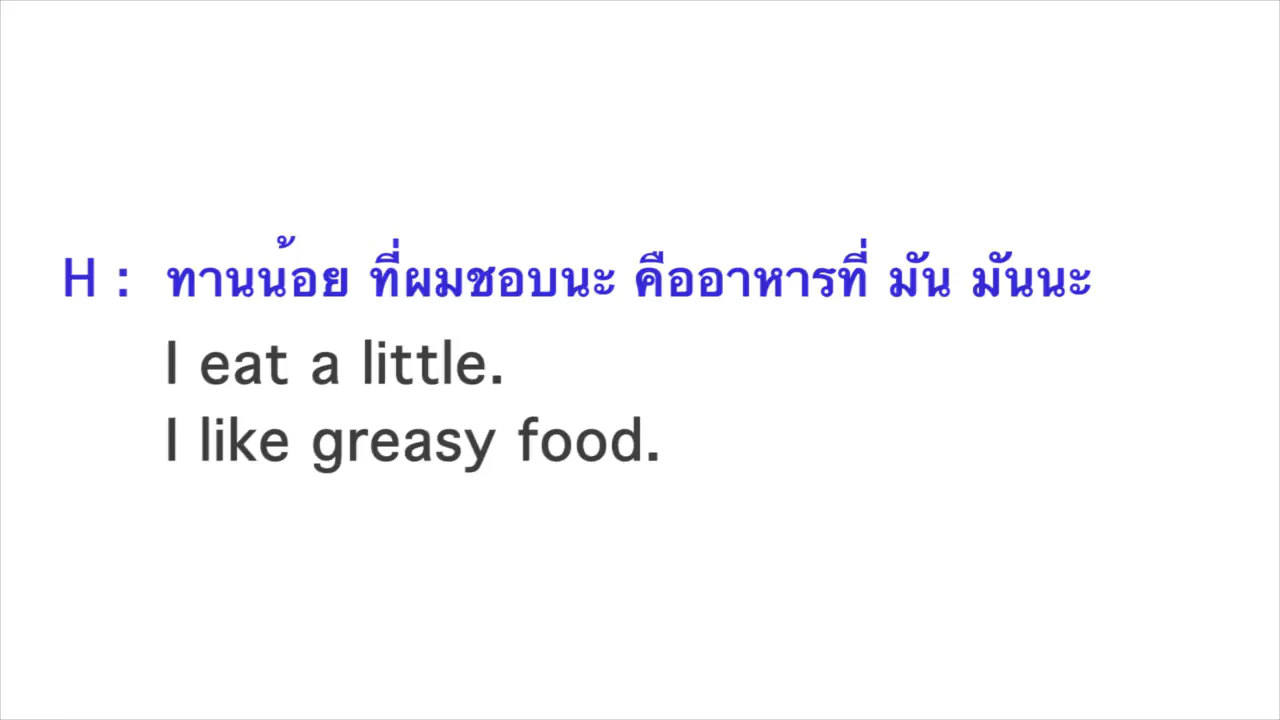 H : ทานน้อย ที่ผมชอบนะ คืออาหารที่ มัน มันนะ
I eat a little.
I like greasy food.